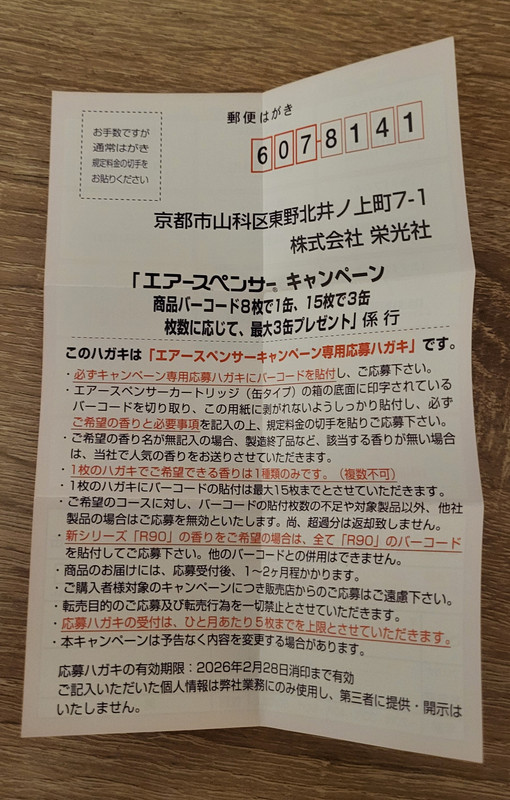 郵便はがき
お手数ですが
通常はがき
規定料金の切手を
お貼りください
607-8141
京都市山科区東野北井ノ上町7-1
株式会社 栄光社
「エアースペンサー® キャンペーン
商品バーコード8枚で1缶、15枚で3缶
枚数に応じて、最大3缶プレゼント」係 行
このハガキは「エアースペンサーキャンペーン専用応募ハガキ」です。
・必ずキャンペーン専用応募ハガキにバーコードを貼付し、ご応募下さい。
・エアースペンサーカートリッジ(缶タイプ)の箱の底面に印字されている
バーコードを切り取り、この用紙に剥がれないようしっかり貼付し、必ず
ご希望の香りと必要事項を記入の上、規定料金の切手を貼りご応募下さい。
・ご希望の香り名が無記入の場合、製造終了品など、該当する香りが無い場合
は、当社で人気の香りをお送りさせていただきます。
・1枚のハガキでご希望できる香りは1種類のみです。(複数不可)
・1枚のハガキにバーコードの貼付は最大15枚までとさせていただきます。
・ご希望のコースに対し、バーコードの貼付枚数の不足や対象製品以外、他社
製品の場合はご応募を無効といたします。尚、超過分は返却致しません。
・新シリーズ「R90」の香りをご希望の場合は、全て「R90」のバーコード
を貼付してご応募下さい。他のバーコードとの併用はできません。
・商品のお届けには、応募受付後、1~2ヶ月程かかります。
・ご購入者様対象のキャンペーンにつき販売店からのご応募はご遠慮下さい。
・転売目的のご応募及び転売行為を一切禁止とさせていただきます。
・応募ハガキの受付は、ひと月あたり5枚までを上限とさせていただきます。
・本キャンペーンは予告なく内容を変更する場合があります。
応募ハガキの有効期限:2026年2月28日消印まで有効
ご記入いただいた個人情報は弊社業務にのみ使用し、第三者に提供・開示は
いたしません。